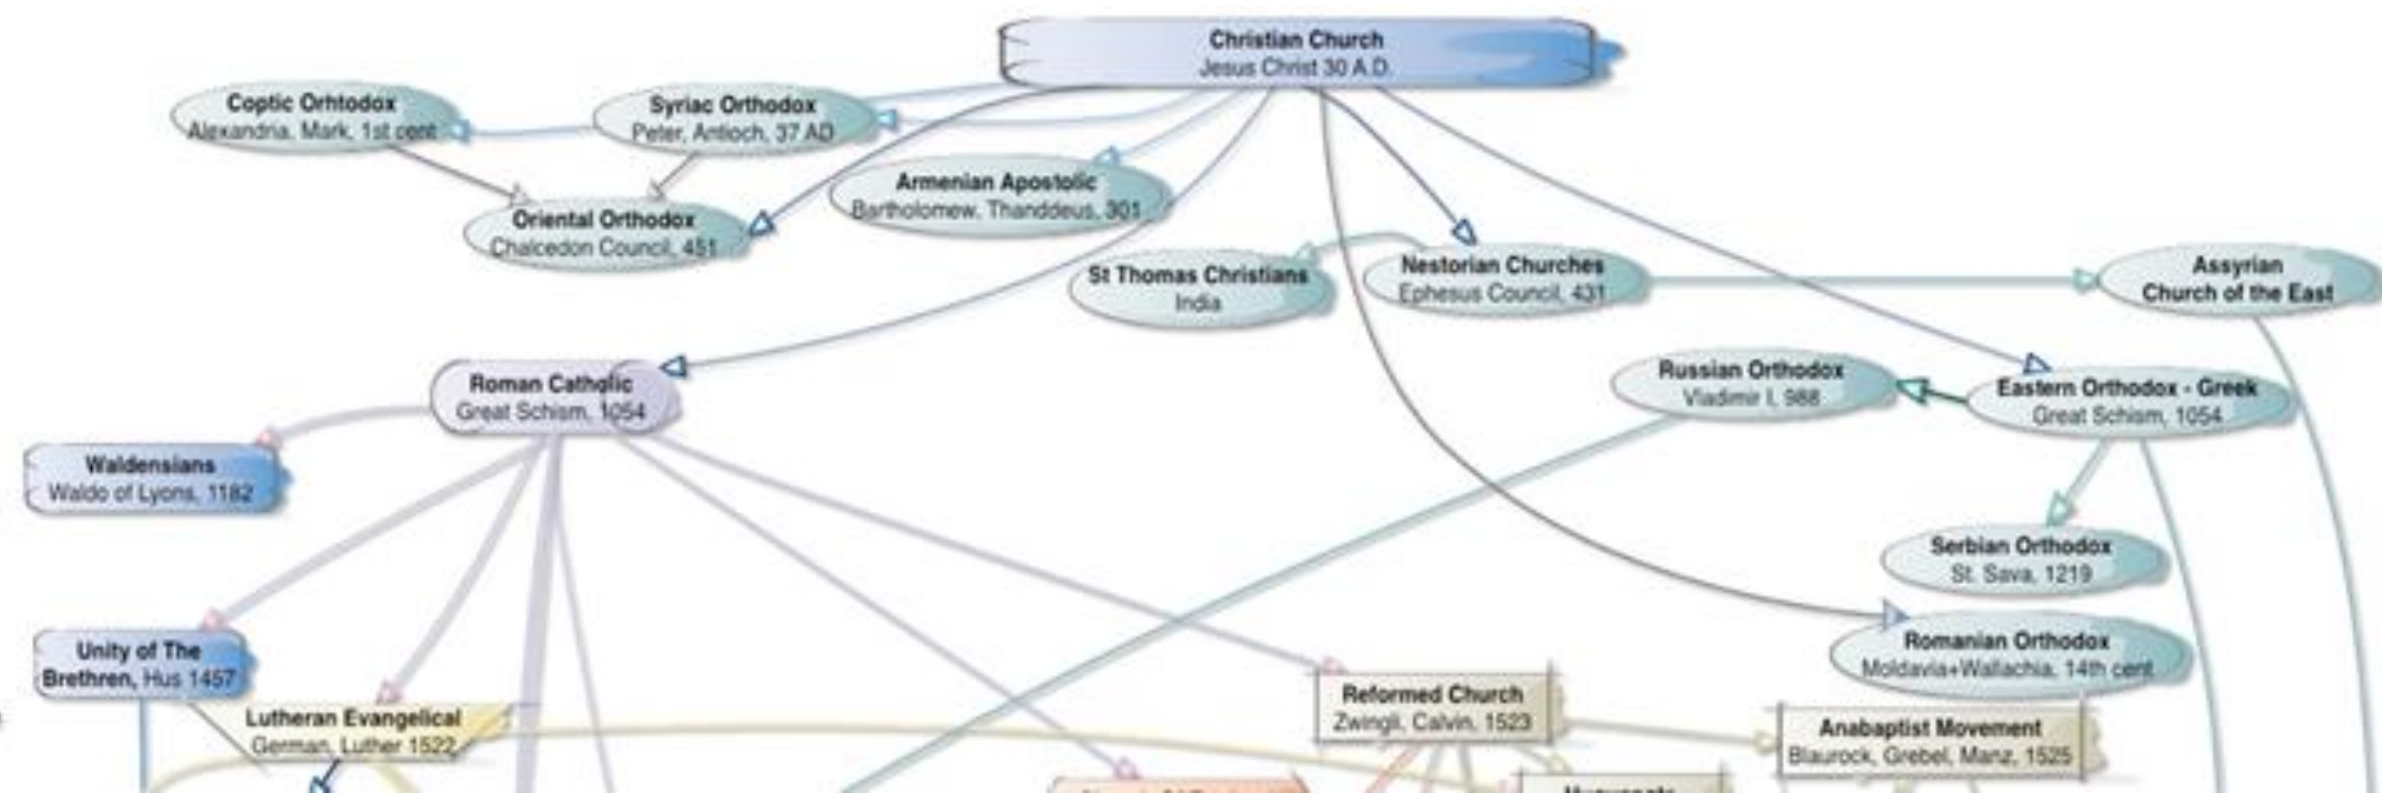 Christian Church
Jesus Christ 30 A.D.
Coptic Orhtodox
Alexandria, Mark, 1st cent
Syriac Orthodox
Peter, Antioch, 37 AD
Armenian Apostolic
Bartholomew, Thanddeus, 301
Oriental Orthodox
Chalcedon Council, 451
St Thomas Christians
India
Nestorian Churches
Ephesus Council, 431
Assyrian
Church of the East
Roman Catholic
Great Schism, 1054
Russian Orthodox
Vladimir I, 988
Eastern Orthodox - Greek
Great Schism, 1054
Waldensians
Waldo of Lyons, 1182
Serbian Orthodox
St. Sava, 1219
Unity of The
Brethren, Hus 1457
Romanian Orthodox
Moldavia+Wallachia, 14th cent
Lutheran Evangelical
German, Luther 1522
Reformed Church
Zwingli, Calvin, 1523
Anabaptist Movement
Blaurock, Grebel, Manz, 1525